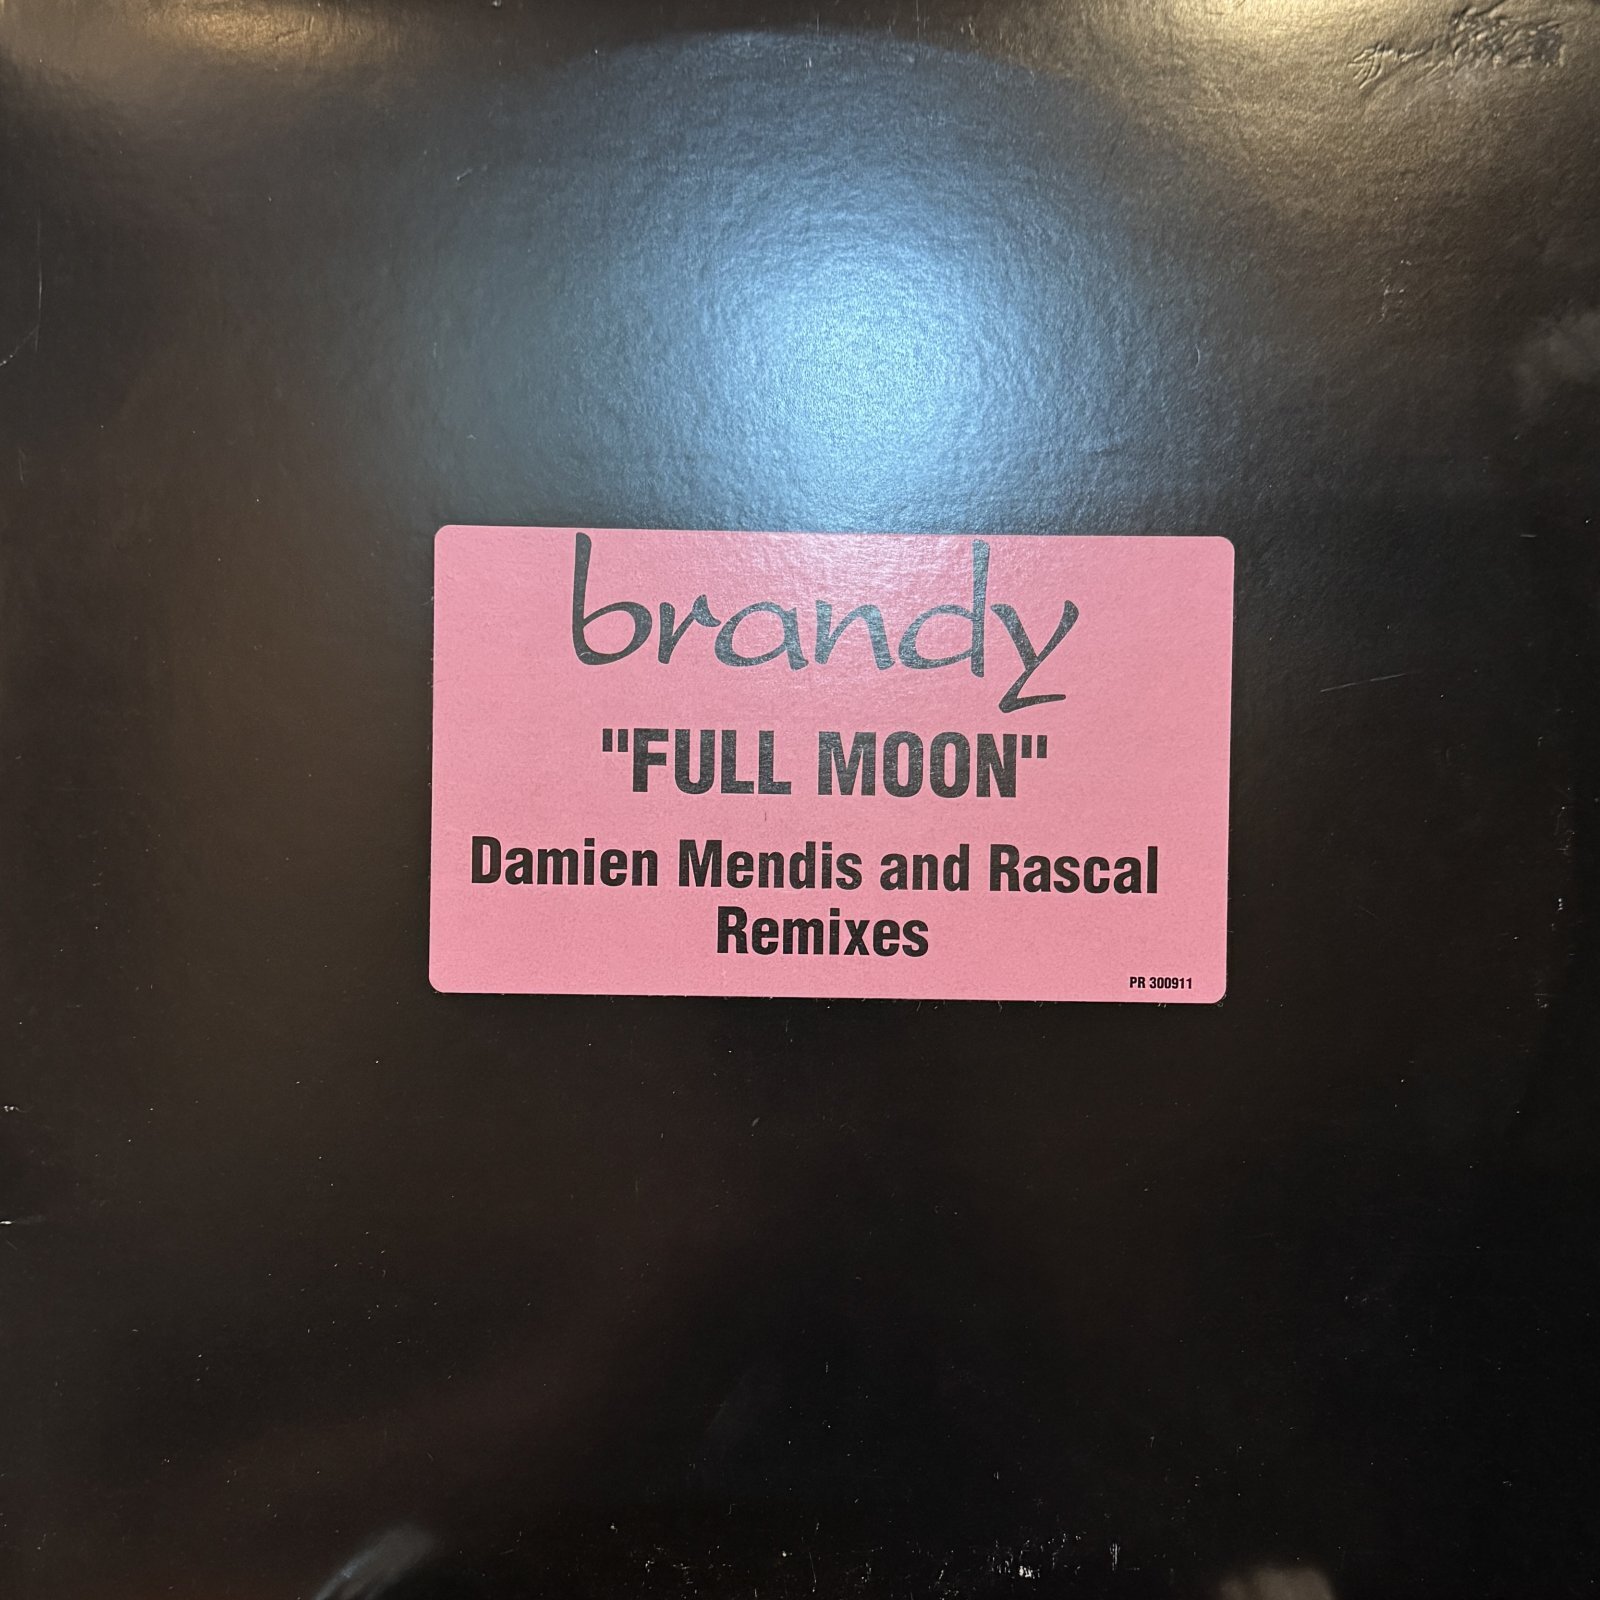 brandy
"FULL MOON"
Damien Mendis and Rascal
Remixes
PR 300911